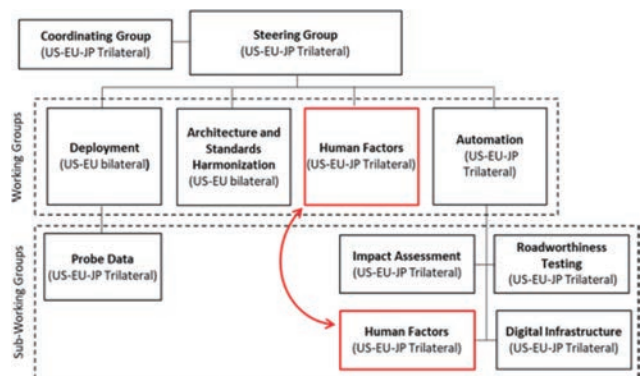 Coordinating Group
(US-EU-JP Trilateral)
Steering Group
(US-EU-JP Trilateral)
Working Groups
Deployment
(US-EU bilateral)
Architecture and
Standards
Harmonization
(US-EU bilateral)
Human Factors
(US-EU-JP Trilateral)
Automation
(US-EU-JP
Trilateral)
Sub-Working Groups
Probe Data
(US-EU-JP Trilateral)
Impact Assessment
(US-EU-JP Trilateral)
Roadworthiness
Testing
(US-EU-JP Trilateral)
Human Factors
(US-EU-JP Trilateral)
Digital Infrastructure
(US-EU-JP Trilateral)